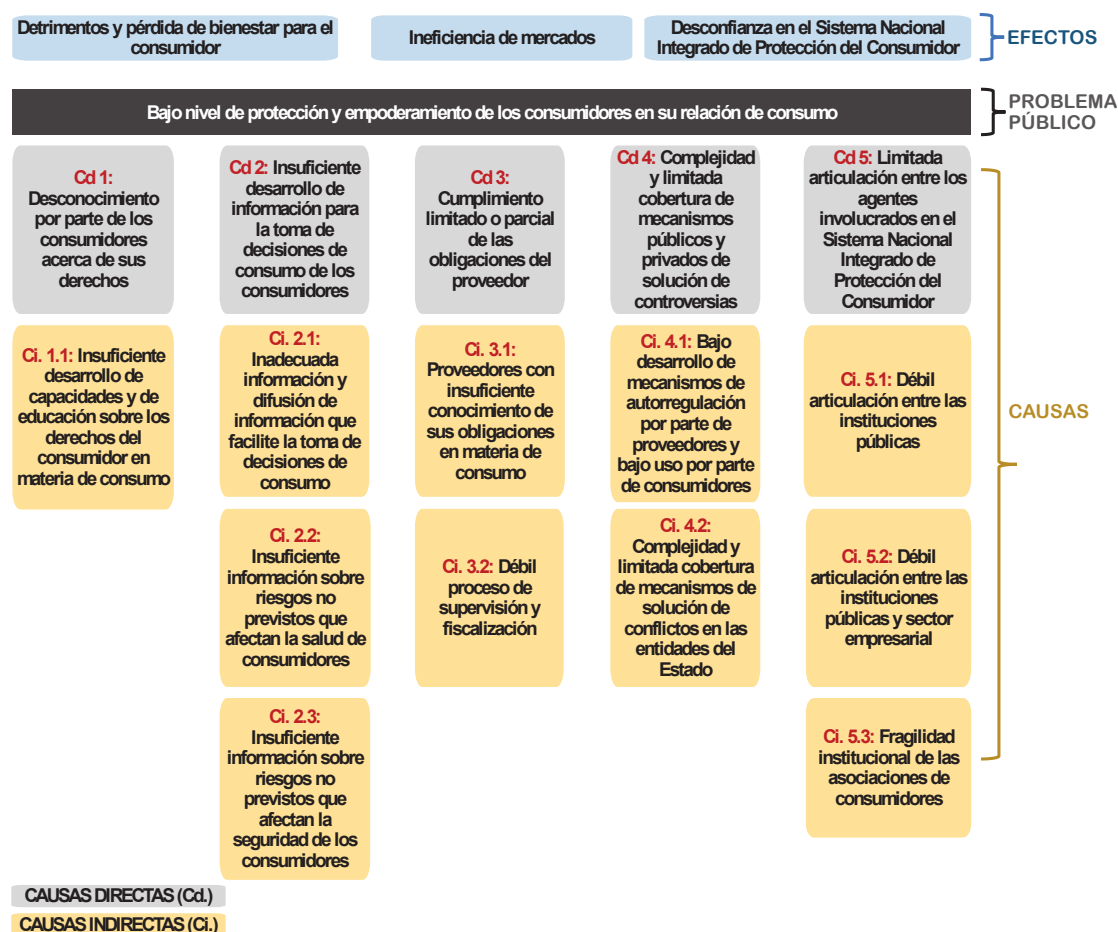 Detrimentos y pérdida de bienestar para el
consumidor
Ineficiencia de mercados
Desconfianza en el Sistema Nacional
Integrado de Protección del Consumidor
EFECTOS
Bajo nivel de protección y empoderamiento de los consumidores en su relación de consumo
PROBLEMA
PÚBLICO
Cd 1:
Desconocimiento
por parte de los
consumidores
acerca de sus
derechos
Cd 2: Insuficiente
desarrollo de
información para
la toma de
decisiones de
consumo de los
consumidores
Cd 3:
Cumplimiento
limitado o parcial
de las
obligaciones del
proveedor
Cd 4: Complejidad
y limitada
cobertura de
mecanismos
públicos y
privados de
solución de
controversias
Cd 5: Limitada
articulación entre los
agentes
involucrados en el
Sistema Nacional
Integrado de
Protección del
Consumidor
Ci. 1.1: Insuficiente
desarrollo de
capacidades y de
educación sobre los
derechos del
consumidor en
materia de consumo
Ci. 2.1:
Inadecuada
información y
difusión de
información que
facilite la toma de
decisiones de
consumo
Ci. 3.1:
Proveedores con
insuficiente
conocimiento de
sus obligaciones
en materia de
consumo
Ci. 4.1: Bajo
desarrollo de
mecanismos de
autorregulación
por parte de
proveedores y
bajo uso por parte
de consumidores
Ci. 5.1: Débil
articulación entre las
instituciones
públicas
CAUSAS
Ci. 2.2:
Insuficiente
información sobre
riesgos no
previstos que
afectan la salud de
consumidores
Ci. 3.2: Débil
proceso de
supervisión y
fiscalización
Ci. 4.2:
Complejidad y
limitada cobertura
de mecanismos de
solución de
conflictos en las
entidades del
Estado
Ci. 5.2: Débil
articulación entre las
instituciones
públicas y sector
empresarial
Ci. 2.3:
Insuficiente
información sobre
riesgos no
previstos que
afectan la
seguridad de los
consumidores
Ci. 5.3: Fragilidad
institucional de las
asociaciones de
consumidores
CAUSAS DIRECTAS (Cd.)
CAUSAS INDIRECTAS (Ci.)